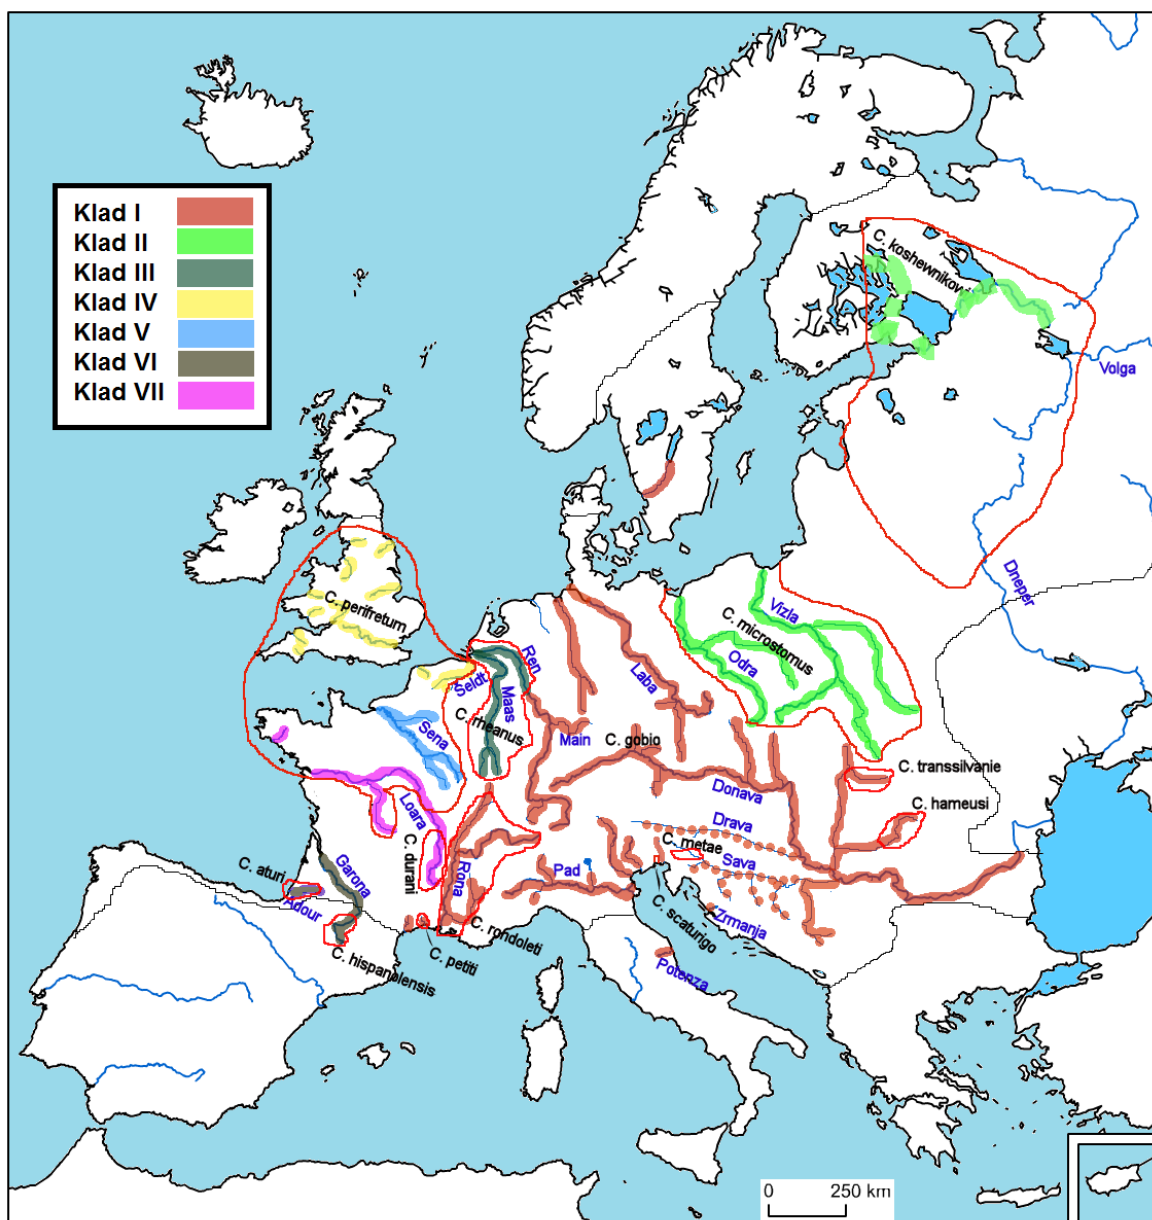 Klad I
Klad II
Klad III
Klad IV
Klad V
Klad VI
Klad VII
C. koshewnikowi
Volga
Dneper
C. perifretum
Vizla
C. microstomus
Odra
Ren
Laba
Seldt
Maas
C. rheanus
Sena
Main
C. gobio
C. transsilvanie
Donava
C. hameusi
Loara
Drava
C. metae
Sava
C. durani
Garona
C. aturi
Adour
Rona
Pad
C. scaturigo
Zrmanja
C. rondoleti
C. petiti
C. hispanolensis
Potenza
0 250 km